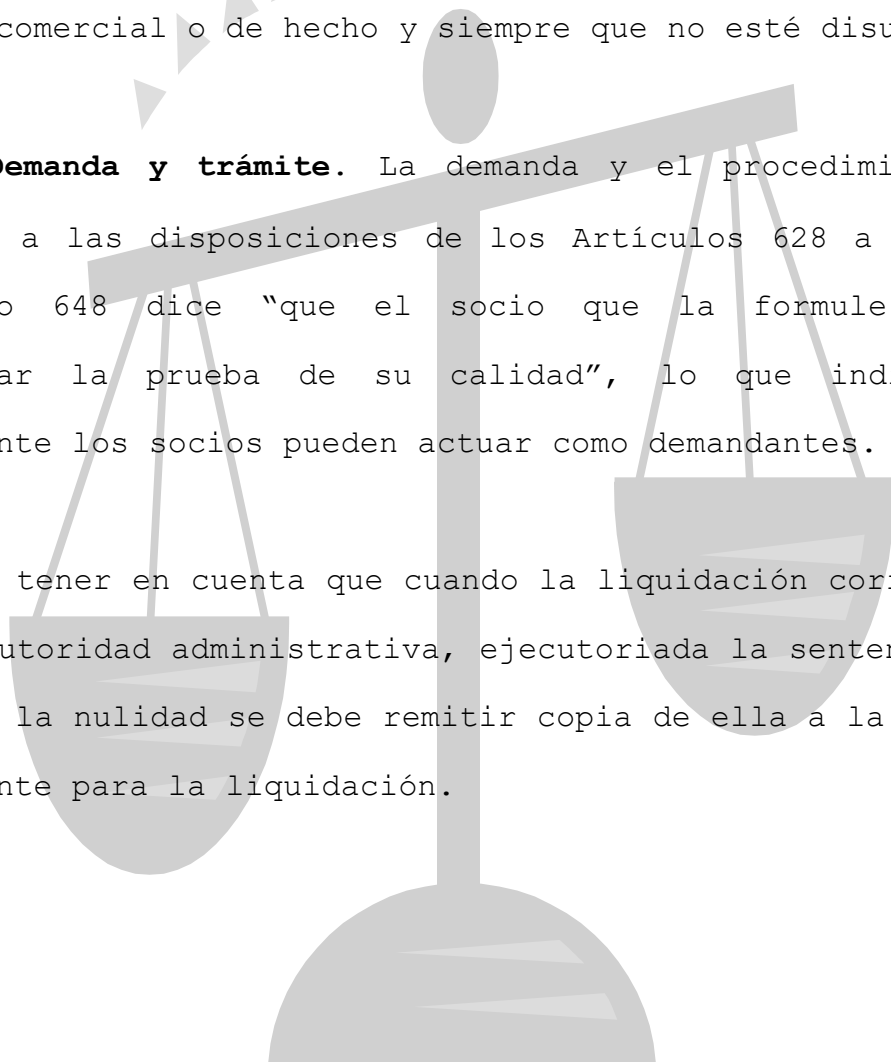 comercial o de hecho y siempre que no esté disu
Demanda y trámite. La demanda y el procedimi
a las disposiciones de los Artículos 628 a
o 648 dice “que el socio que la formule
ar la prueba de su calidad”, lo que indi
nte los socios pueden actuar como demandantes.
tener en cuenta que cuando la liquidación corr
utoridad administrativa, ejecutoriada la senten
la nulidad se debe remitir copia de ella a la
nte para la liquidación.